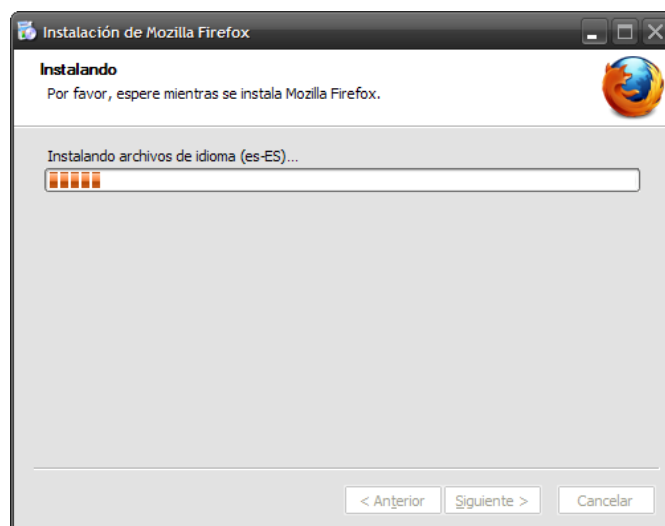 Instalación de Mozilla Firefox
Instalando
Por favor, espere mientras se instala Mozilla Firefox.
Instalando archivos de idioma (es-ES)...
< Anterior Siguiente > Cancelar